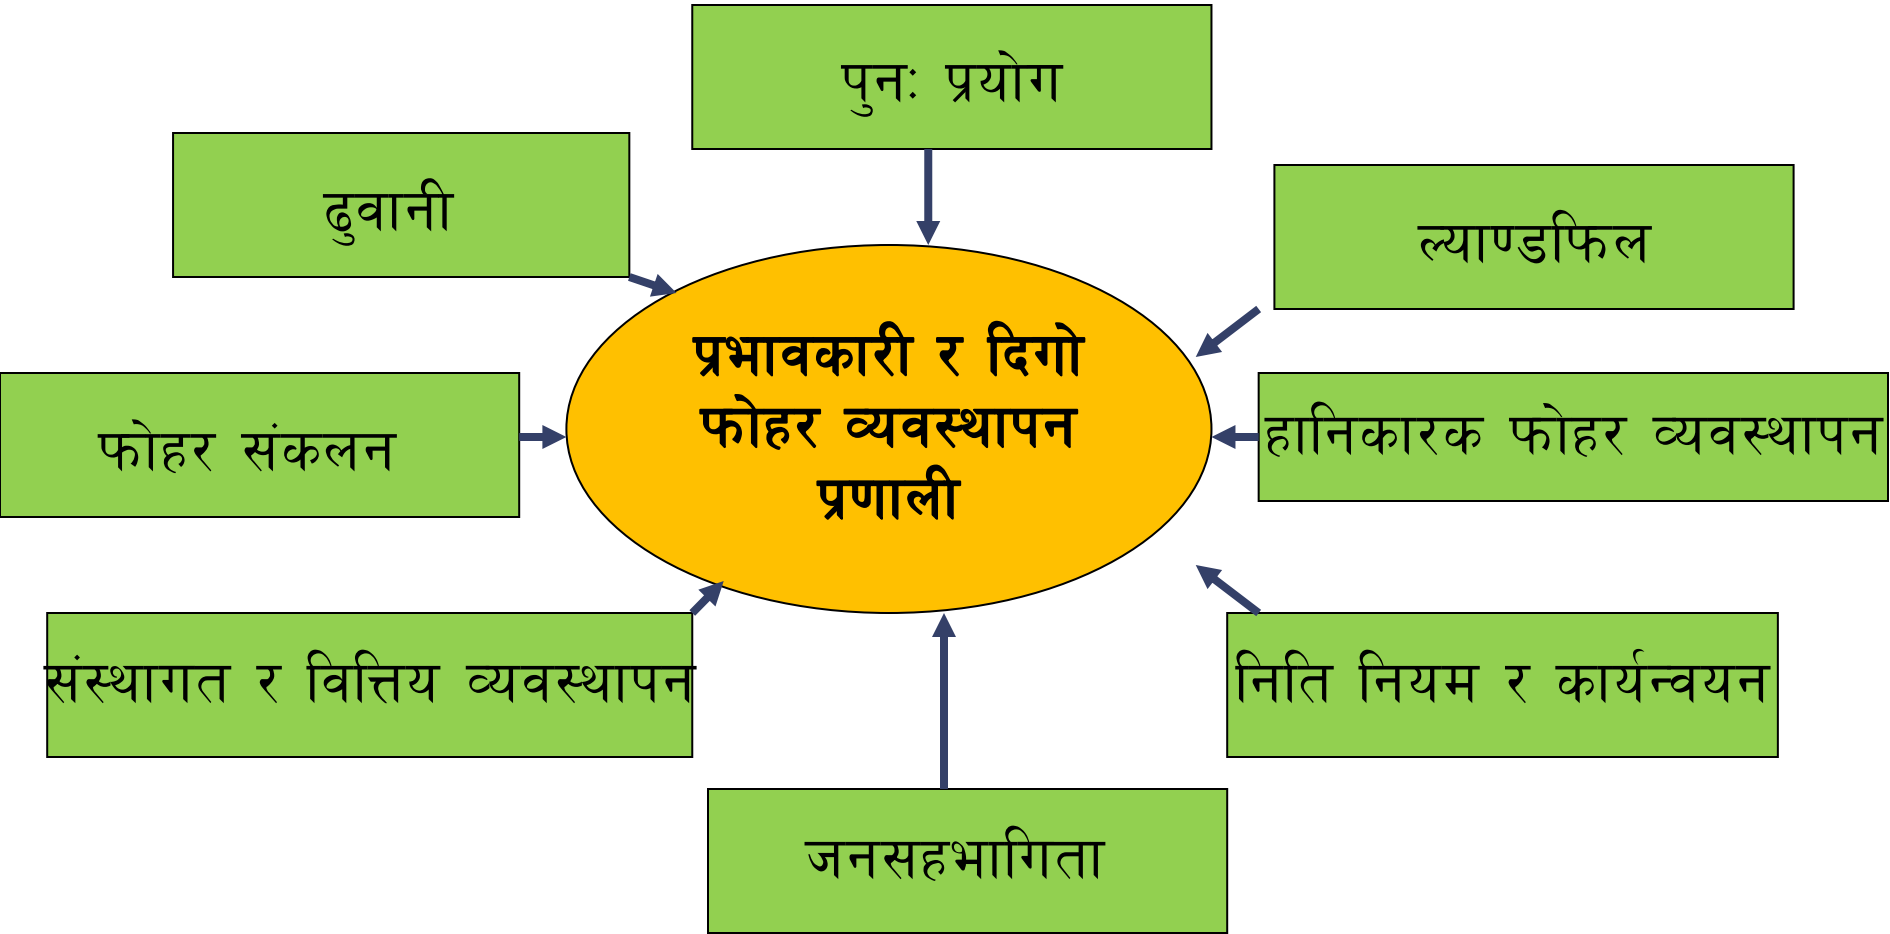 पुनः प्रयोग
ढुवानी
ल्याण्डफिल
प्रभावकारी र दिगो
फोहर व्यवस्थापन
प्रणाली
फोहर संकलन
हानिकारक फोहर व्यवस्थापन
संस्थागत र वित्तिय व्यवस्थापन
निति नियम र कार्यन्वयन
जनसहभागिता